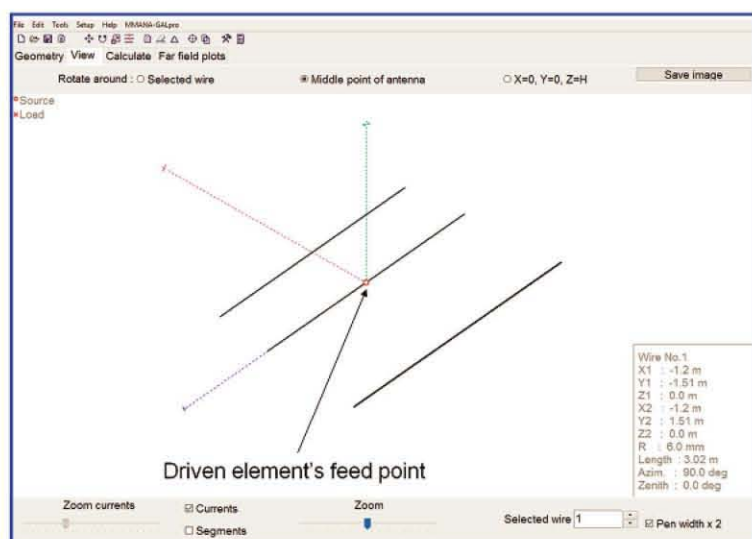 File Edit Tools Setup Help MMANA-GALpro
Geometry View Calculate Far field plots
Rotate around : Selected wire Middle point of antenna X=0, Y=0, Z=H Save image
Source
Load
Z
Driven element's feed point
Wire No.1
X1 : -1.2 m
Y1 : -1.51 m
Z1 : 0.0 m
X2 : -1.2 m
Y2 : 1.51 m
Z2 : 0.0 m
R : 6.0 mm
Length : 3.02 m
Azim. : 90.0 deg
Zenith : 0.0 deg
Zoom currents Currents Zoom Selected wire 1 Pen width x 2
Segments